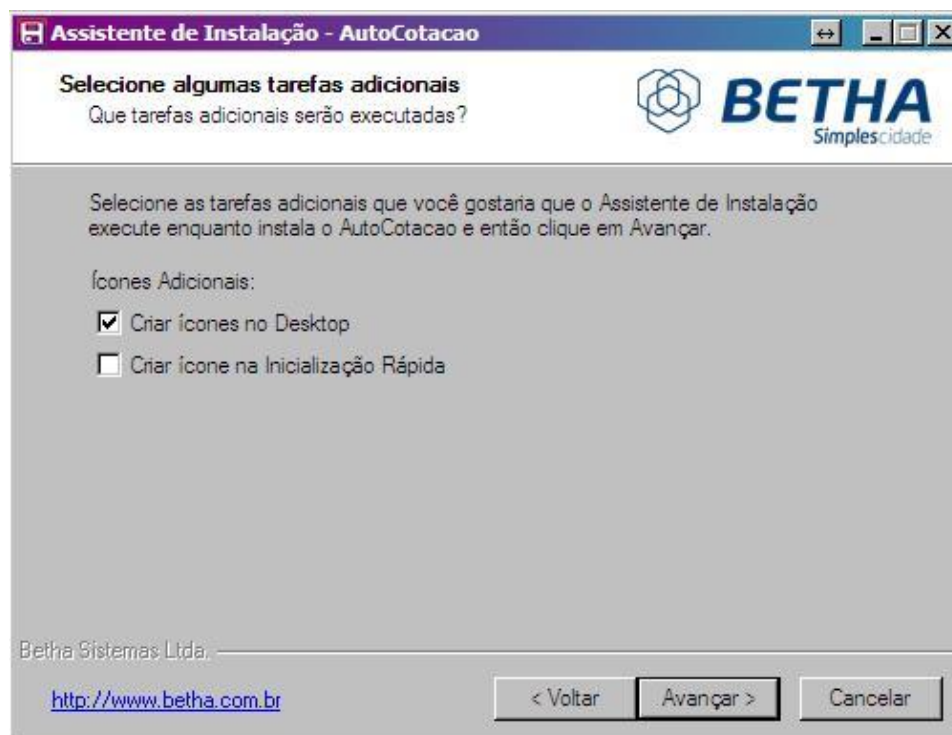 Assistente de Instalação - AutoCotacao
Selecione algumas tarefas adicionais
Que tarefas adicionais serão executadas?
BETHA
Simplescidade
Selecione as tarefas adicionais que você gostaria que o Assistente de Instalação
execute enquanto instala o AutoCotacao e então clique em Avançar.
Ícones Adicionais:
Criar ícones no Desktop
Criar ícone na Inicialização Rápida
Betha Sistemas Ltda.
http://www.betha.com.br
< Voltar
Avançar >
Cancelar